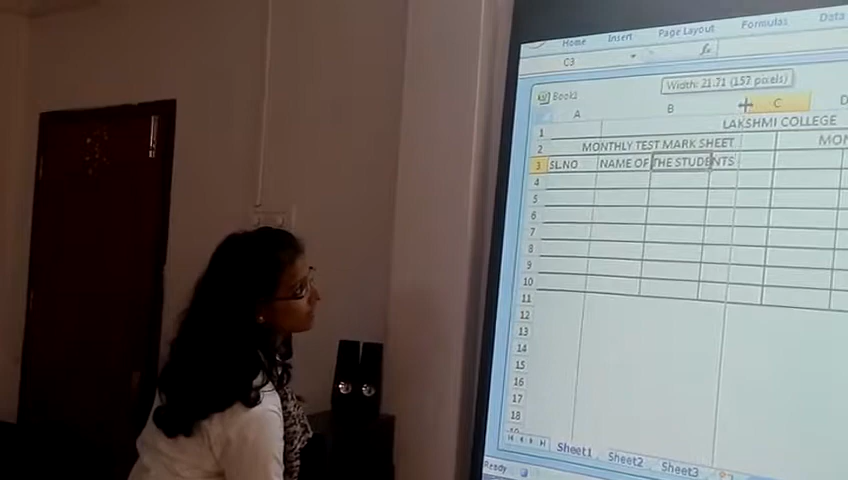 Home Insert Page Layout Formulas Data
C3 fx
Width: 21.71 (157 pixels)
Book1
A B C D
1 LAKSHMI COLLEGE
2 MONTHLY TEST MARK SHEET MON
3 SL.NO NAME OF THE STUDENTS
4
5
6
7
8
9
10
11
12
13
14
15
16
17
18
Sheet1 Sheet2 Sheet3
Ready